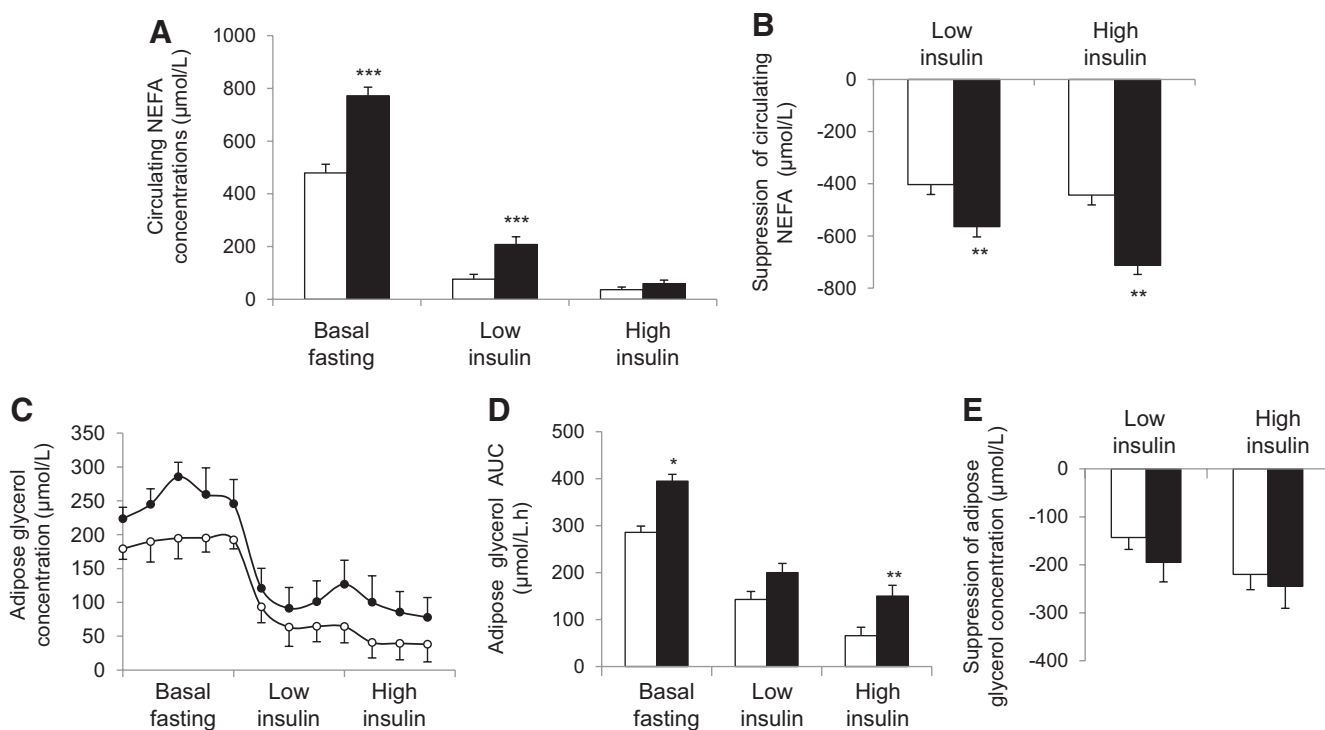 A
Circulating NEFA
concentrations (µmol/L)
1000
800
600
400
200
0
***
***
Basal
fasting
Low
insulin
High
insulin
B
Suppression of circulating
NEFA (µmol/L)
Low
insulin
High
insulin
0
-200
-400
-600
-800
**
**
C
Adipose glycerol
concentration (µmol/L)
350
300
250
200
150
100
50
0
Basal
fasting
Low
insulin
High
insulin
D
Adipose glycerol AUC
(µmol/L.h)
500
400
300
200
100
0
*
**
Basal
fasting
Low
insulin
High
insulin
E
Suppression of adipose
glycerol concentration (µmol/L)
Low
insulin
High
insulin
0
-100
-200
-300
-400